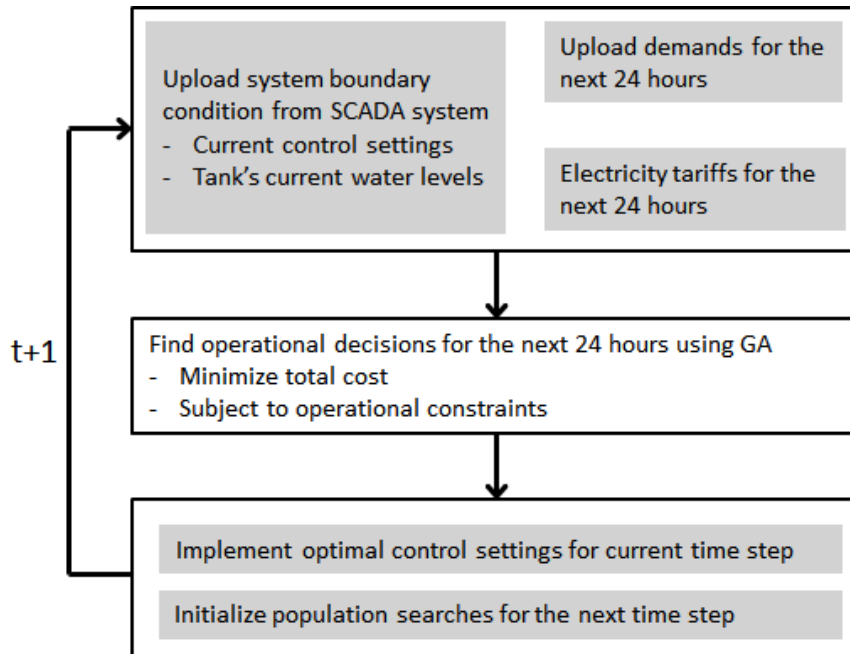 Upload system boundary
condition from SCADA system
- Current control settings
- Tank's current water levels
Upload demands for the
next 24 hours
Electricity tariffs for the
next 24 hours
t+1
Find operational decisions for the next 24 hours using GA
- Minimize total cost
- Subject to operational constraints
Implement optimal control settings for current time step
Initialize population searches for the next time step